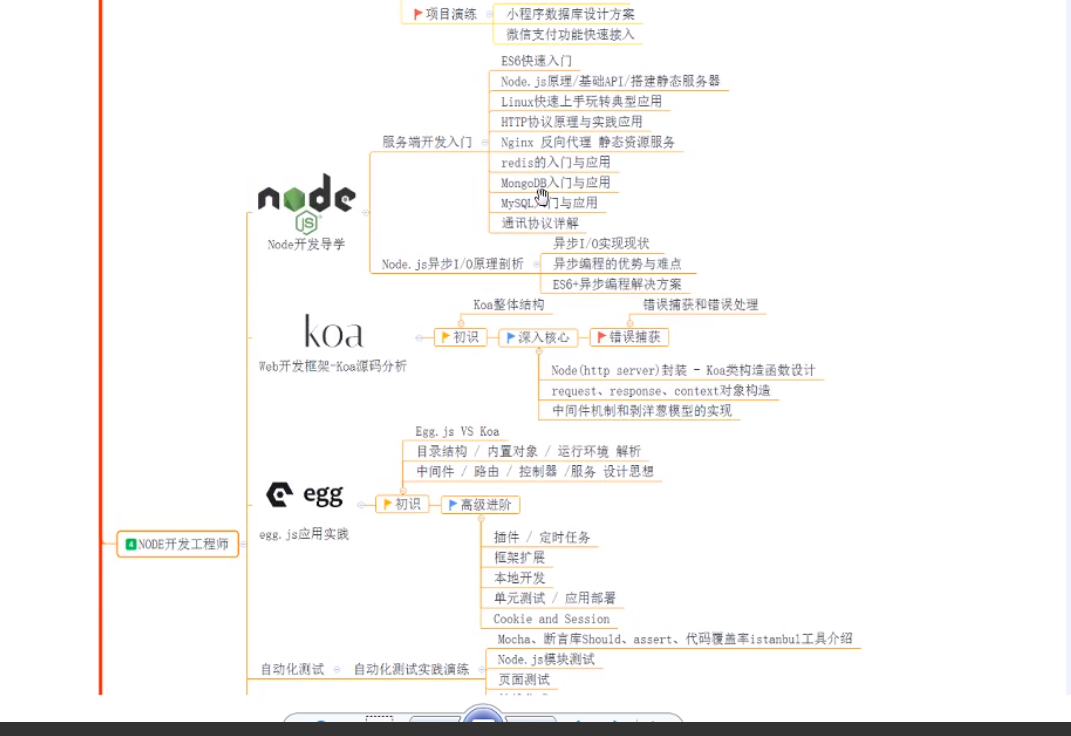 项目演练
小程序数据库设计方案
微信支付功能快速接入
ES6快速入门
Node.js原理/基础API/搭建静态服务器
Linux快速上手玩转典型应用
HTTP协议原理与实践应用
服务端开发入门
Nginx 反向代理 静态资源服务
redis的入门与应用
MongoDB入门与应用
MySQL入门与应用
通讯协议详解
node
JS
Node开发导学
异步I/O实现现状
Node.js异步I/O原理剖析
异步编程的优势与难点
ES6+异步编程解决方案
Koa整体结构
错误捕获和错误处理
koa
初识
深入核心
错误捕获
Web开发框架-Koa源码分析
Node(http server)封装 - Koa类构造函数设计
request、response、context对象构造
中间件机制和剥洋葱模型的实现
Egg.js VS Koa
目录结构 / 内置对象 / 运行环境 解析
中间件 / 路由 / 控制器 /服务 设计思想
egg
初识
高级进阶
egg.js应用实践
插件 / 定时任务
4 NODE开发工程师
框架扩展
本地开发
单元测试 / 应用部署
Cookie and Session
Mocha、断言库Should、assert、代码覆盖率istanbul工具介绍
Node.js模块测试
自动化测试
自动化测试实践演练
页面测试